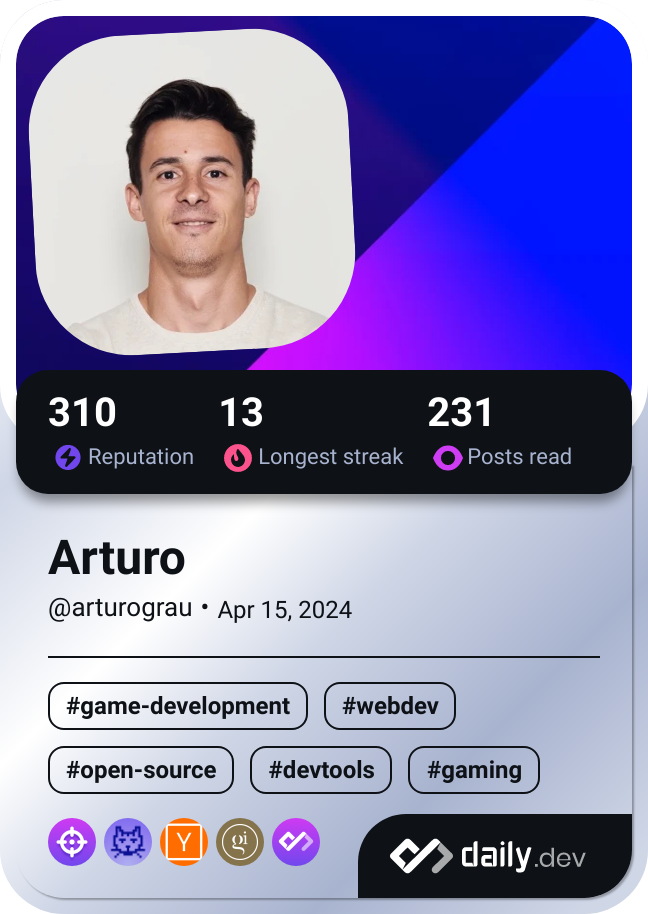 310 13 231
Reputation Longest streak Posts read
Arturo
@arturograu • Apr 15, 2024
#game-development #webdev
#open-source #devtools #gaming
Y gi
daily.dev